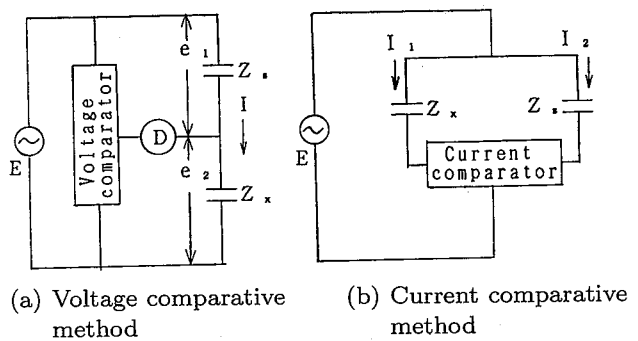 e 1
Z s
I
Voltage comparator
D
E
e 2
Z x
I 1
I 2
Z x
Z s
E
Current
comparator
(a) Voltage comparative
method
(b) Current comparative
method